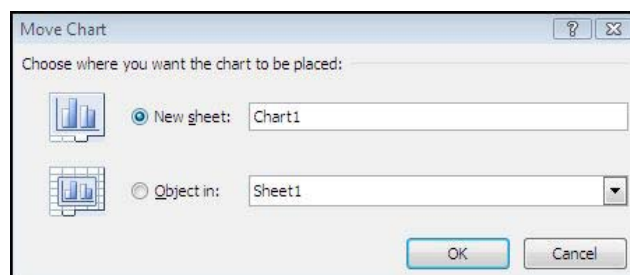 Move Chart
Choose where you want the chart to be placed:
New sheet: Chart1
Object in: Sheet1
OK Cancel